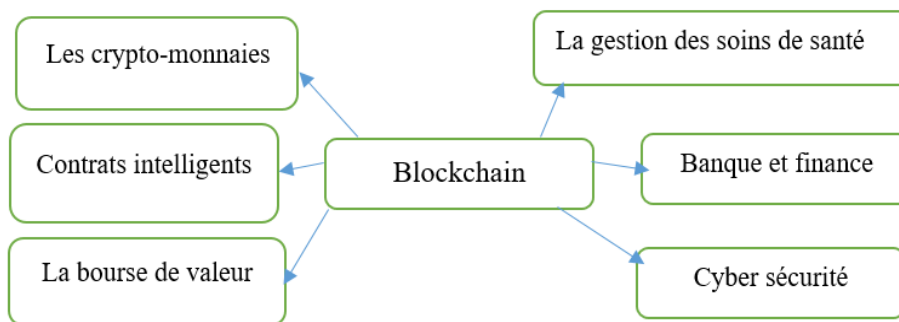 Les crypto-monnaies
La gestion des soins de santé
Contrats intelligents
Blockchain
Banque et finance
La bourse de valeur
Cyber sécurité